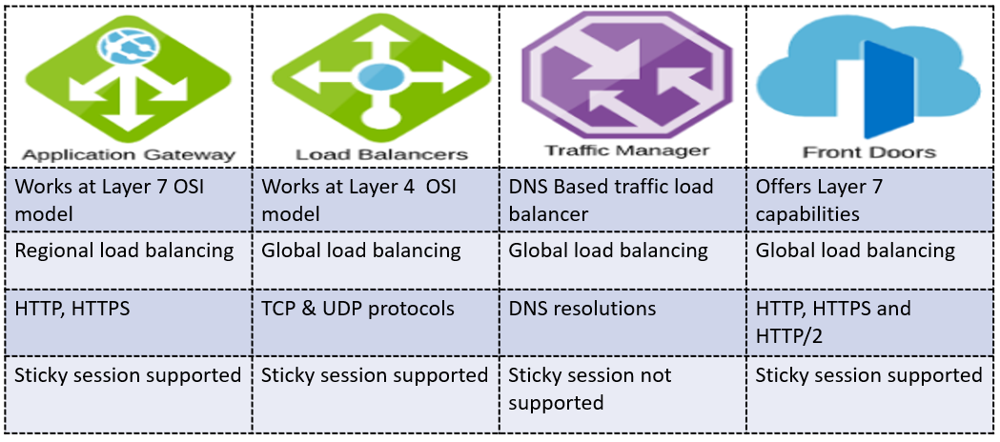 Application Gateway
Load Balancers
Traffic Manager
Front Doors
Works at Layer 7 OSI
model
Works at Layer 4  OSI
model
DNS Based traffic load
balancer
Offers Layer 7
capabilities
Regional load balancing
Global load balancing
Global load balancing
Global load balancing
HTTP, HTTPS
TCP & UDP protocols
DNS resolutions
HTTP, HTTPS and
HTTP/2
Sticky session supported
Sticky session supported
Sticky session not
supported
Sticky session supported